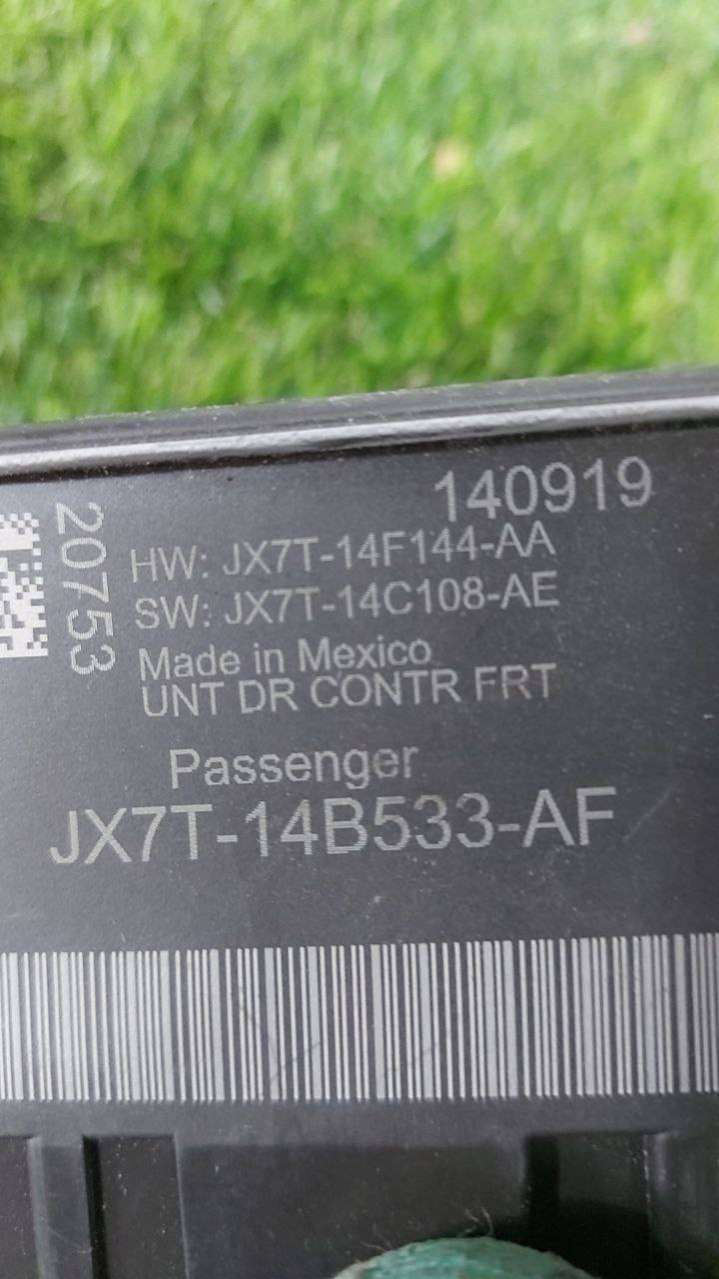 140919
20753
HW: JX7T-14F144-AA
SW: JX7T-14C108-AE
Made in Mexico
UNT DR CONTR FRT
Passenger
JX7T-14B533-AF